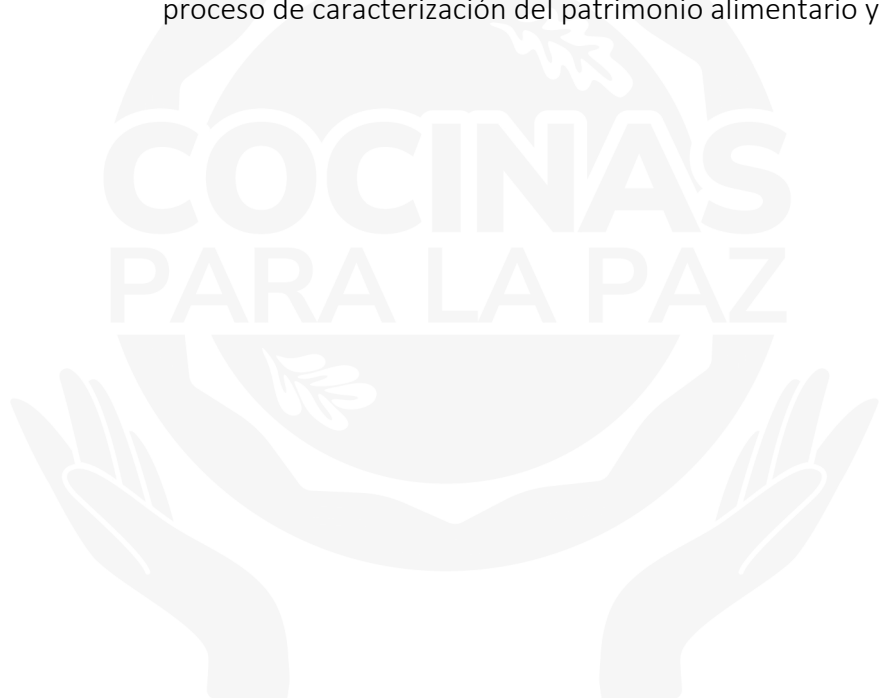 proceso de caracterización del patrimonio alimentario y
COCINAS
PARA LA PAZ